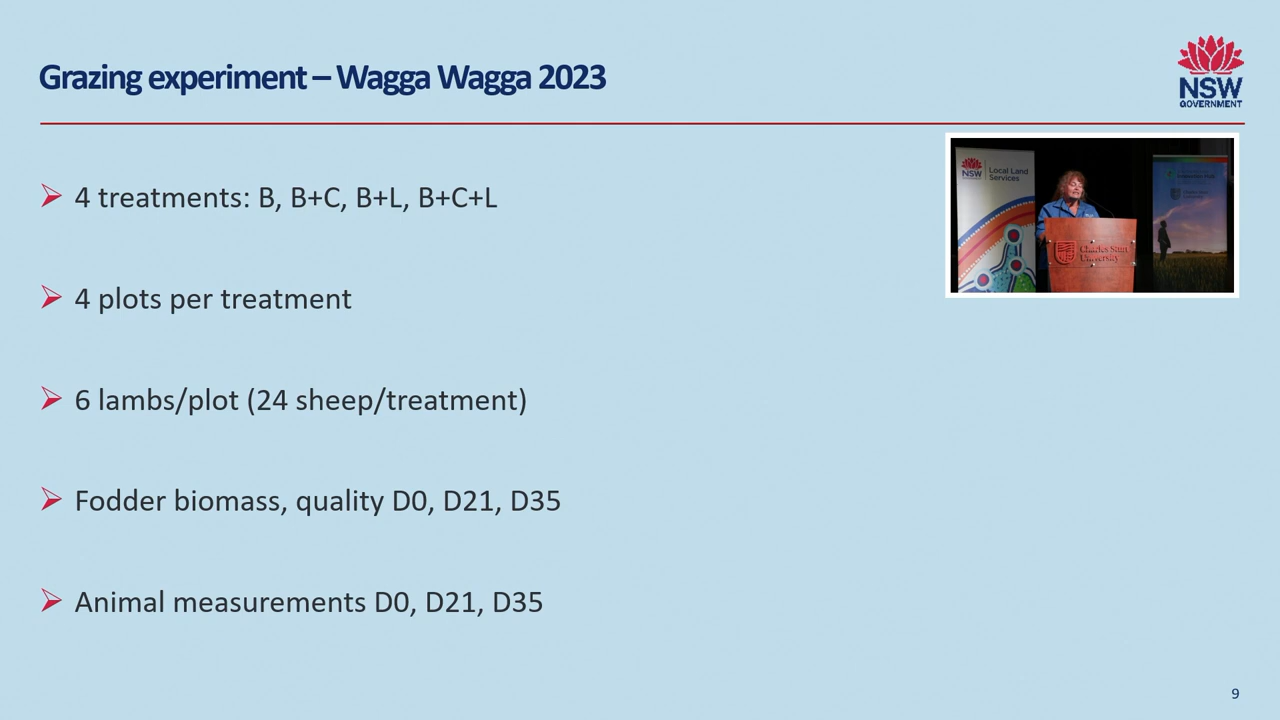 Grazing experiment – Wagga Wagga 2023
NSW
GOVERNMENT
4 treatments: B, B+C, B+L, B+C+L
4 plots per treatment
6 lambs/plot (24 sheep/treatment)
Fodder biomass, quality D0, D21, D35
Animal measurements D0, D21, D35
NSW
Local Land
Services
Charles Sturt
University
9